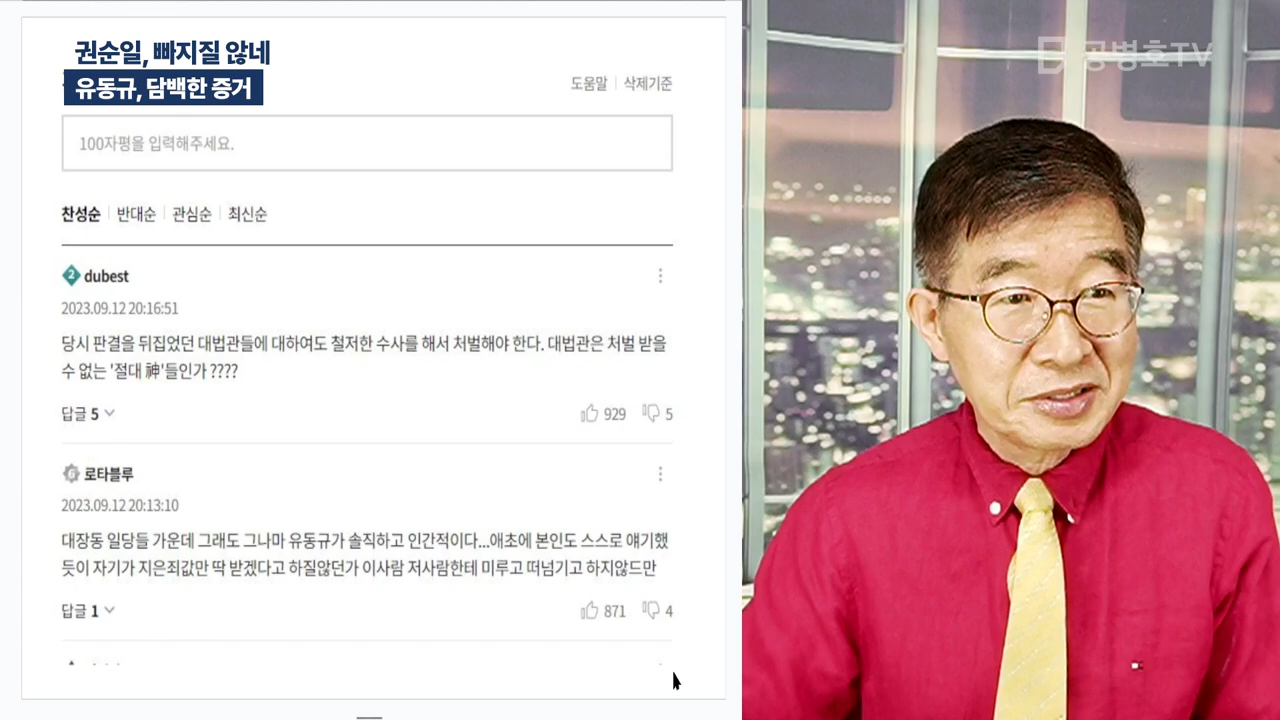 권순일, 빠지질 않네
유동규, 담백한 증거
공병호TV
도움말 | 삭제기준
100자평을 입력해주세요.
찬성순 | 반대순 | 관심순 | 최신순
2 dubest
2023.09.12 20:16:51
당시 판결을 뒤집었던 대법관들에 대하여도 철저한 수사를 해서 처벌해야 한다. 대법관은 처벌 받을
수 없는 '절대 神'들인가 ????
답글 5
929 5
로타블루
2023.09.12 20:13:10
대장동 일당들 가운데 그래도 그나마 유동규가 솔직하고 인간적이다...애초에 본인도 스스로 얘기했
듯이 자기가 지은죄값만 딱 받겠다고 하질않던가 이사람 저사람한테 미루고 떠넘기고 하지않드만
답글 1
871 4